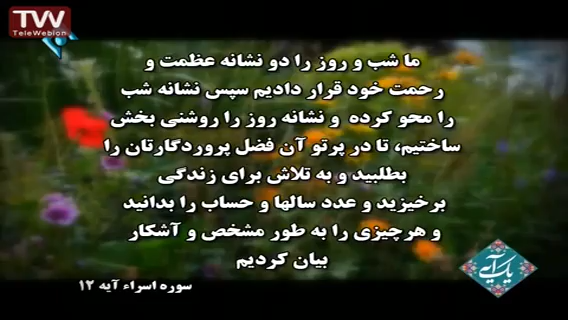 TVW
TeleWebion
ما شب و روز را دو نشانه عظمت و
رحمت خود قرار دادیم سپس نشانه شب
را محو کرده و نشانه روز را روشنی بخش
ساختیم، تا در پرتو آن فضل پروردگارتان را
بطلبید و به تلاش برای زندگی
برخیزید و عدد سالها و حساب را بدانید
و هرچیزی را به طور مشخص و آشکار
بیان کردیم
سوره اسراء آیه ۱۲
یک آیه